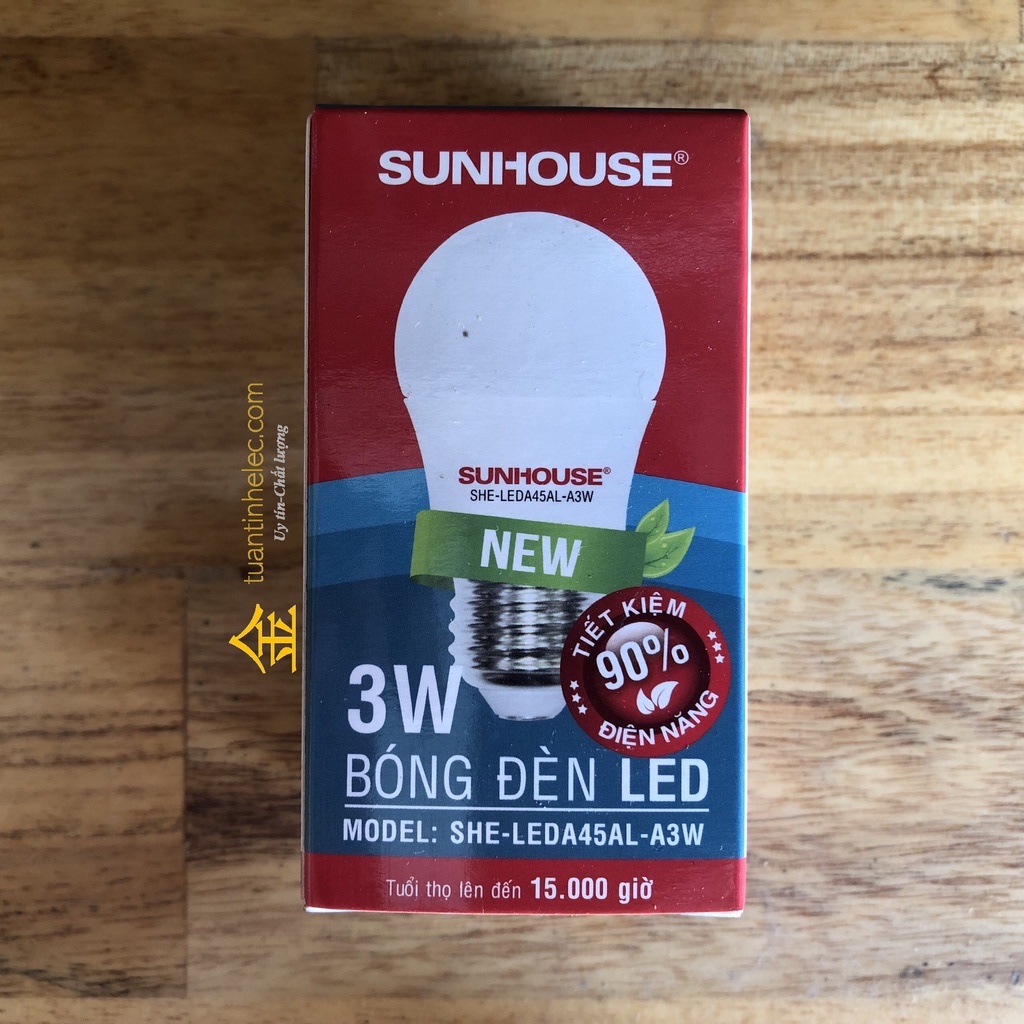 SUNHOUSE®
SUNHOUSE®
SHE-LEDA45AL-A3W
NEW
TIẾT KIỆM
90%
ĐIỆN NĂNG
3W
BÓNG ĐÈN LED
MODEL: SHE-LEDA45AL-A3W
Tuổi thọ lên đến 15.000 giờ
金
tuantinhelec.com
Uy tín-Chất lượng